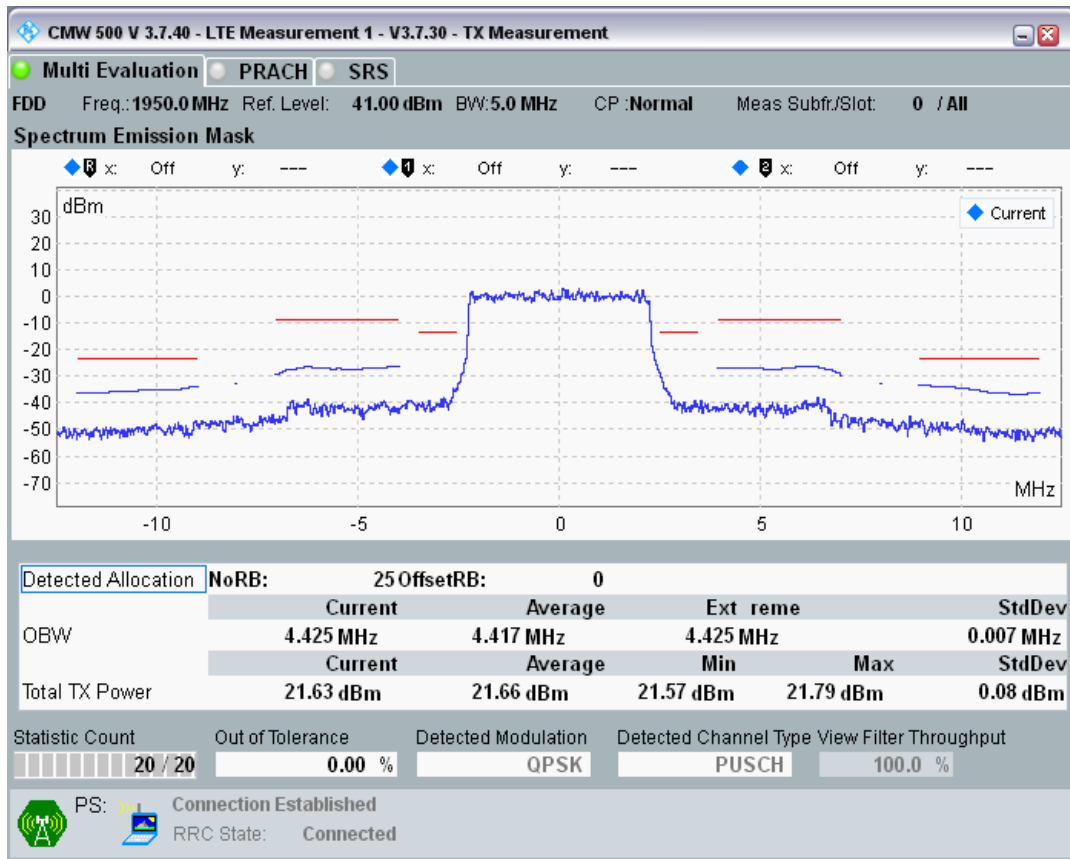 CMW 500 V 3.7.40 - LTE Measurement 1 - V3.7.30 - TX Measurement
Multi Evaluation PRACH SRS
FDD Freq.: 1950.0 MHz Ref. Level: 41.00 dBm BW: 5.0 MHz CP : Normal Meas Subfr./Slot: 0 / All
Spectrum Emission Mask
R x: Off y: --- 1 x: Off y: --- 2 x: Off y: ---
dBm
Current
30
20
10
0
-10
-20
-30
-40
-50
-60
-70
MHz
-10 -5 0 5 10
Detected Allocation NoRB: 25 OffsetRB: 0
Current Average Ext reme StdDev
OBW 4.425 MHz 4.417 MHz 4.425 MHz 0.007 MHz
Current Average Min Max StdDev
Total TX Power 21.63 dBm 21.66 dBm 21.57 dBm 21.79 dBm 0.08 dBm
Statistic Count Out of Tolerance Detected Modulation Detected Channel Type View Filter Throughput
20 / 20 0.00 % QPSK PUSCH 100.0 %
PS: Connection Established
RRC State: Connected